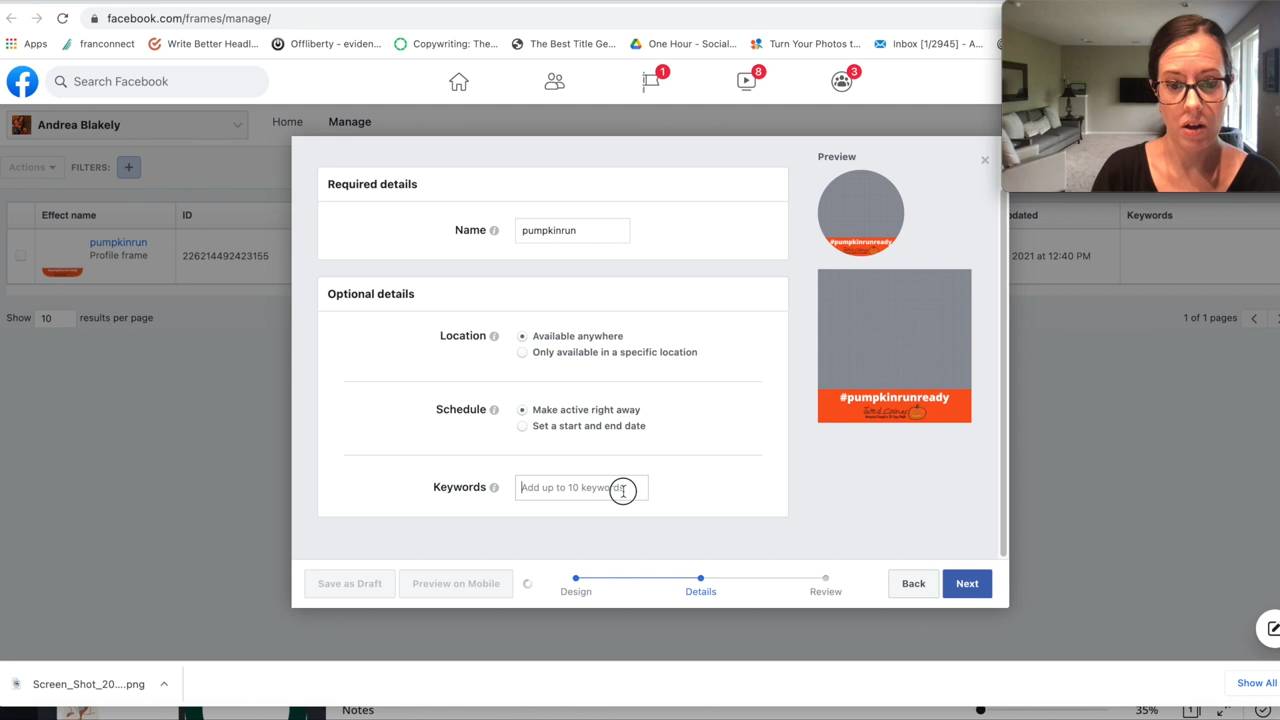 facebook.com/frames/manage/
Apps franconnect Write Better Headl... Offliberty - eviden... Copywriting: The... The Best Title Ge... One Hour - Social... Turn Your Photos t... Inbox [1/2945] - A...
Search Facebook 1 8 3
Andrea Blakely Home Manage
Actions FILTERS: +
Effect name ID
pumpkinrun
Profile frame
226214492423155
Show 10 results per page
Required details
Name pumpkinrun
Optional details
Location Available anywhere
Only available in a specific location
Schedule Make active right away
Set a start and end date
Keywords Add up to 10 keywords
Preview
#pumpkinrunready
#pumpkinrunready
Save as Draft Preview on Mobile
Design Details Review
Back Next
pdated Keywords
2021 at 12:40 PM
1 of 1 pages
Screen_Shot_20....png
Show All
Notes 35%